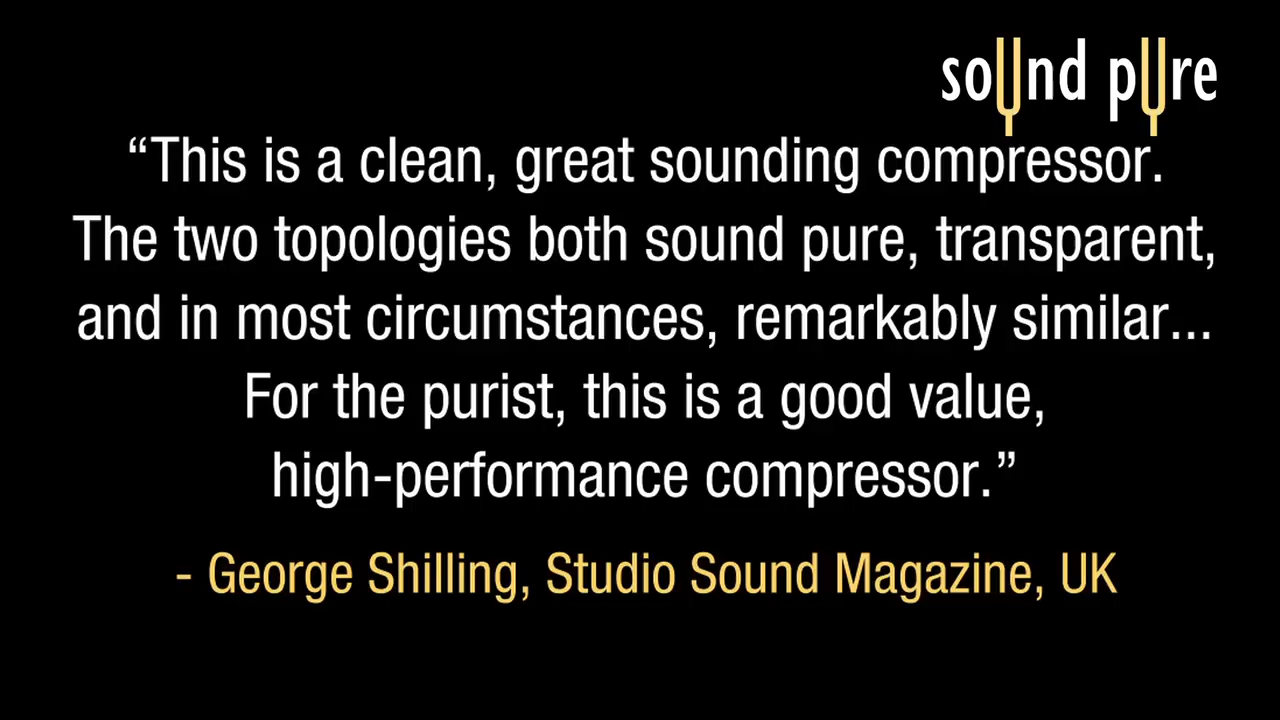 sound pure
“This is a clean, great sounding compressor.
The two topologies both sound pure, transparent,
and in most circumstances, remarkably similar...
For the purist, this is a good value,
high-performance compressor.”
- George Shilling, Studio Sound Magazine, UK